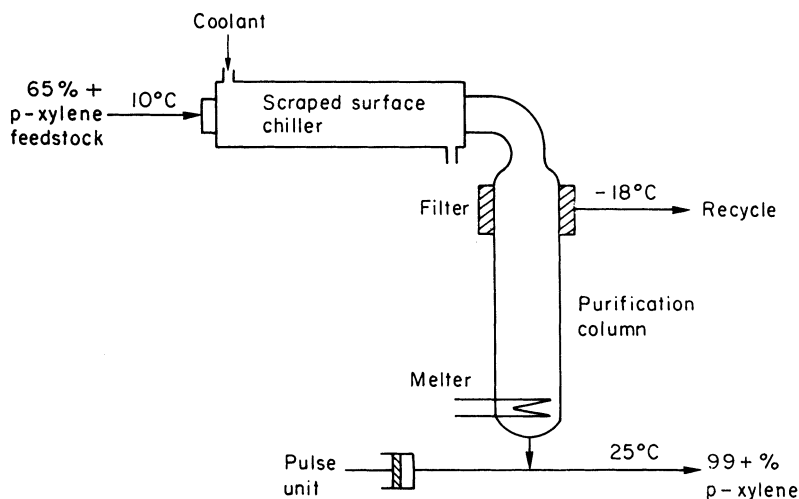 Coolant
65% +
p-xylene
feedstock
10°C
Scraped surface
chiller
Filter
-18°C
Recycle
Purification
column
Melter
Pulse
unit
25°C
99+ %
p-xylene